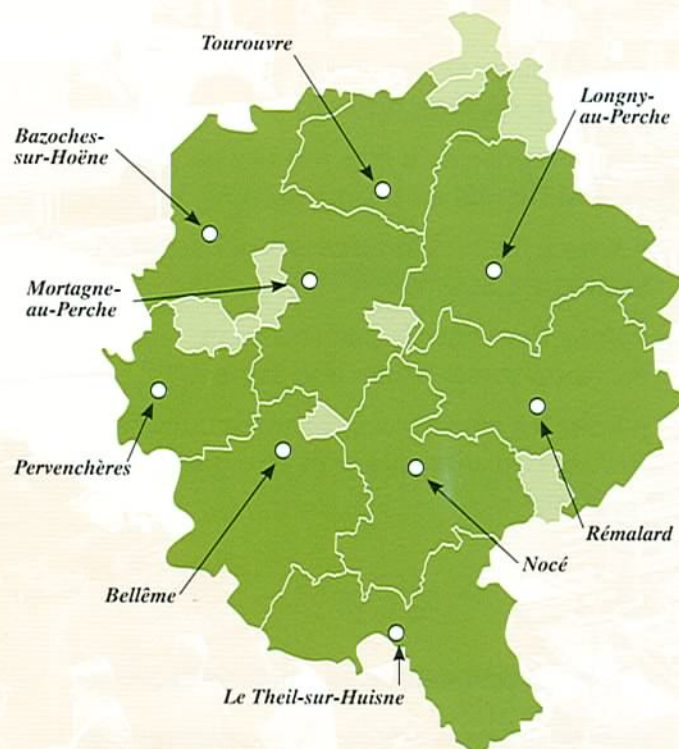 Tourouvre
Longny-
au-Perche
Bazoches-
sur-Hoëne
Mortagne-
au-Perche
Pervenchères
Rémalard
Nocé
Bellême
Le Theil-sur-Huisne